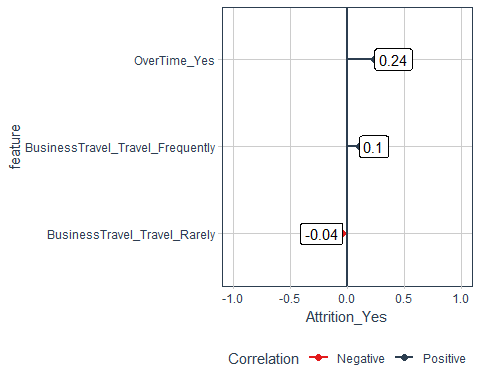 OverTime_Yes
0.24
BusinessTravel_Travel_Frequently
0.1
BusinessTravel_Travel_Rarely
-0.04
feature
-1.0 -0.5 0.0 0.5 1.0
Attrition_Yes
Correlation Negative Positive